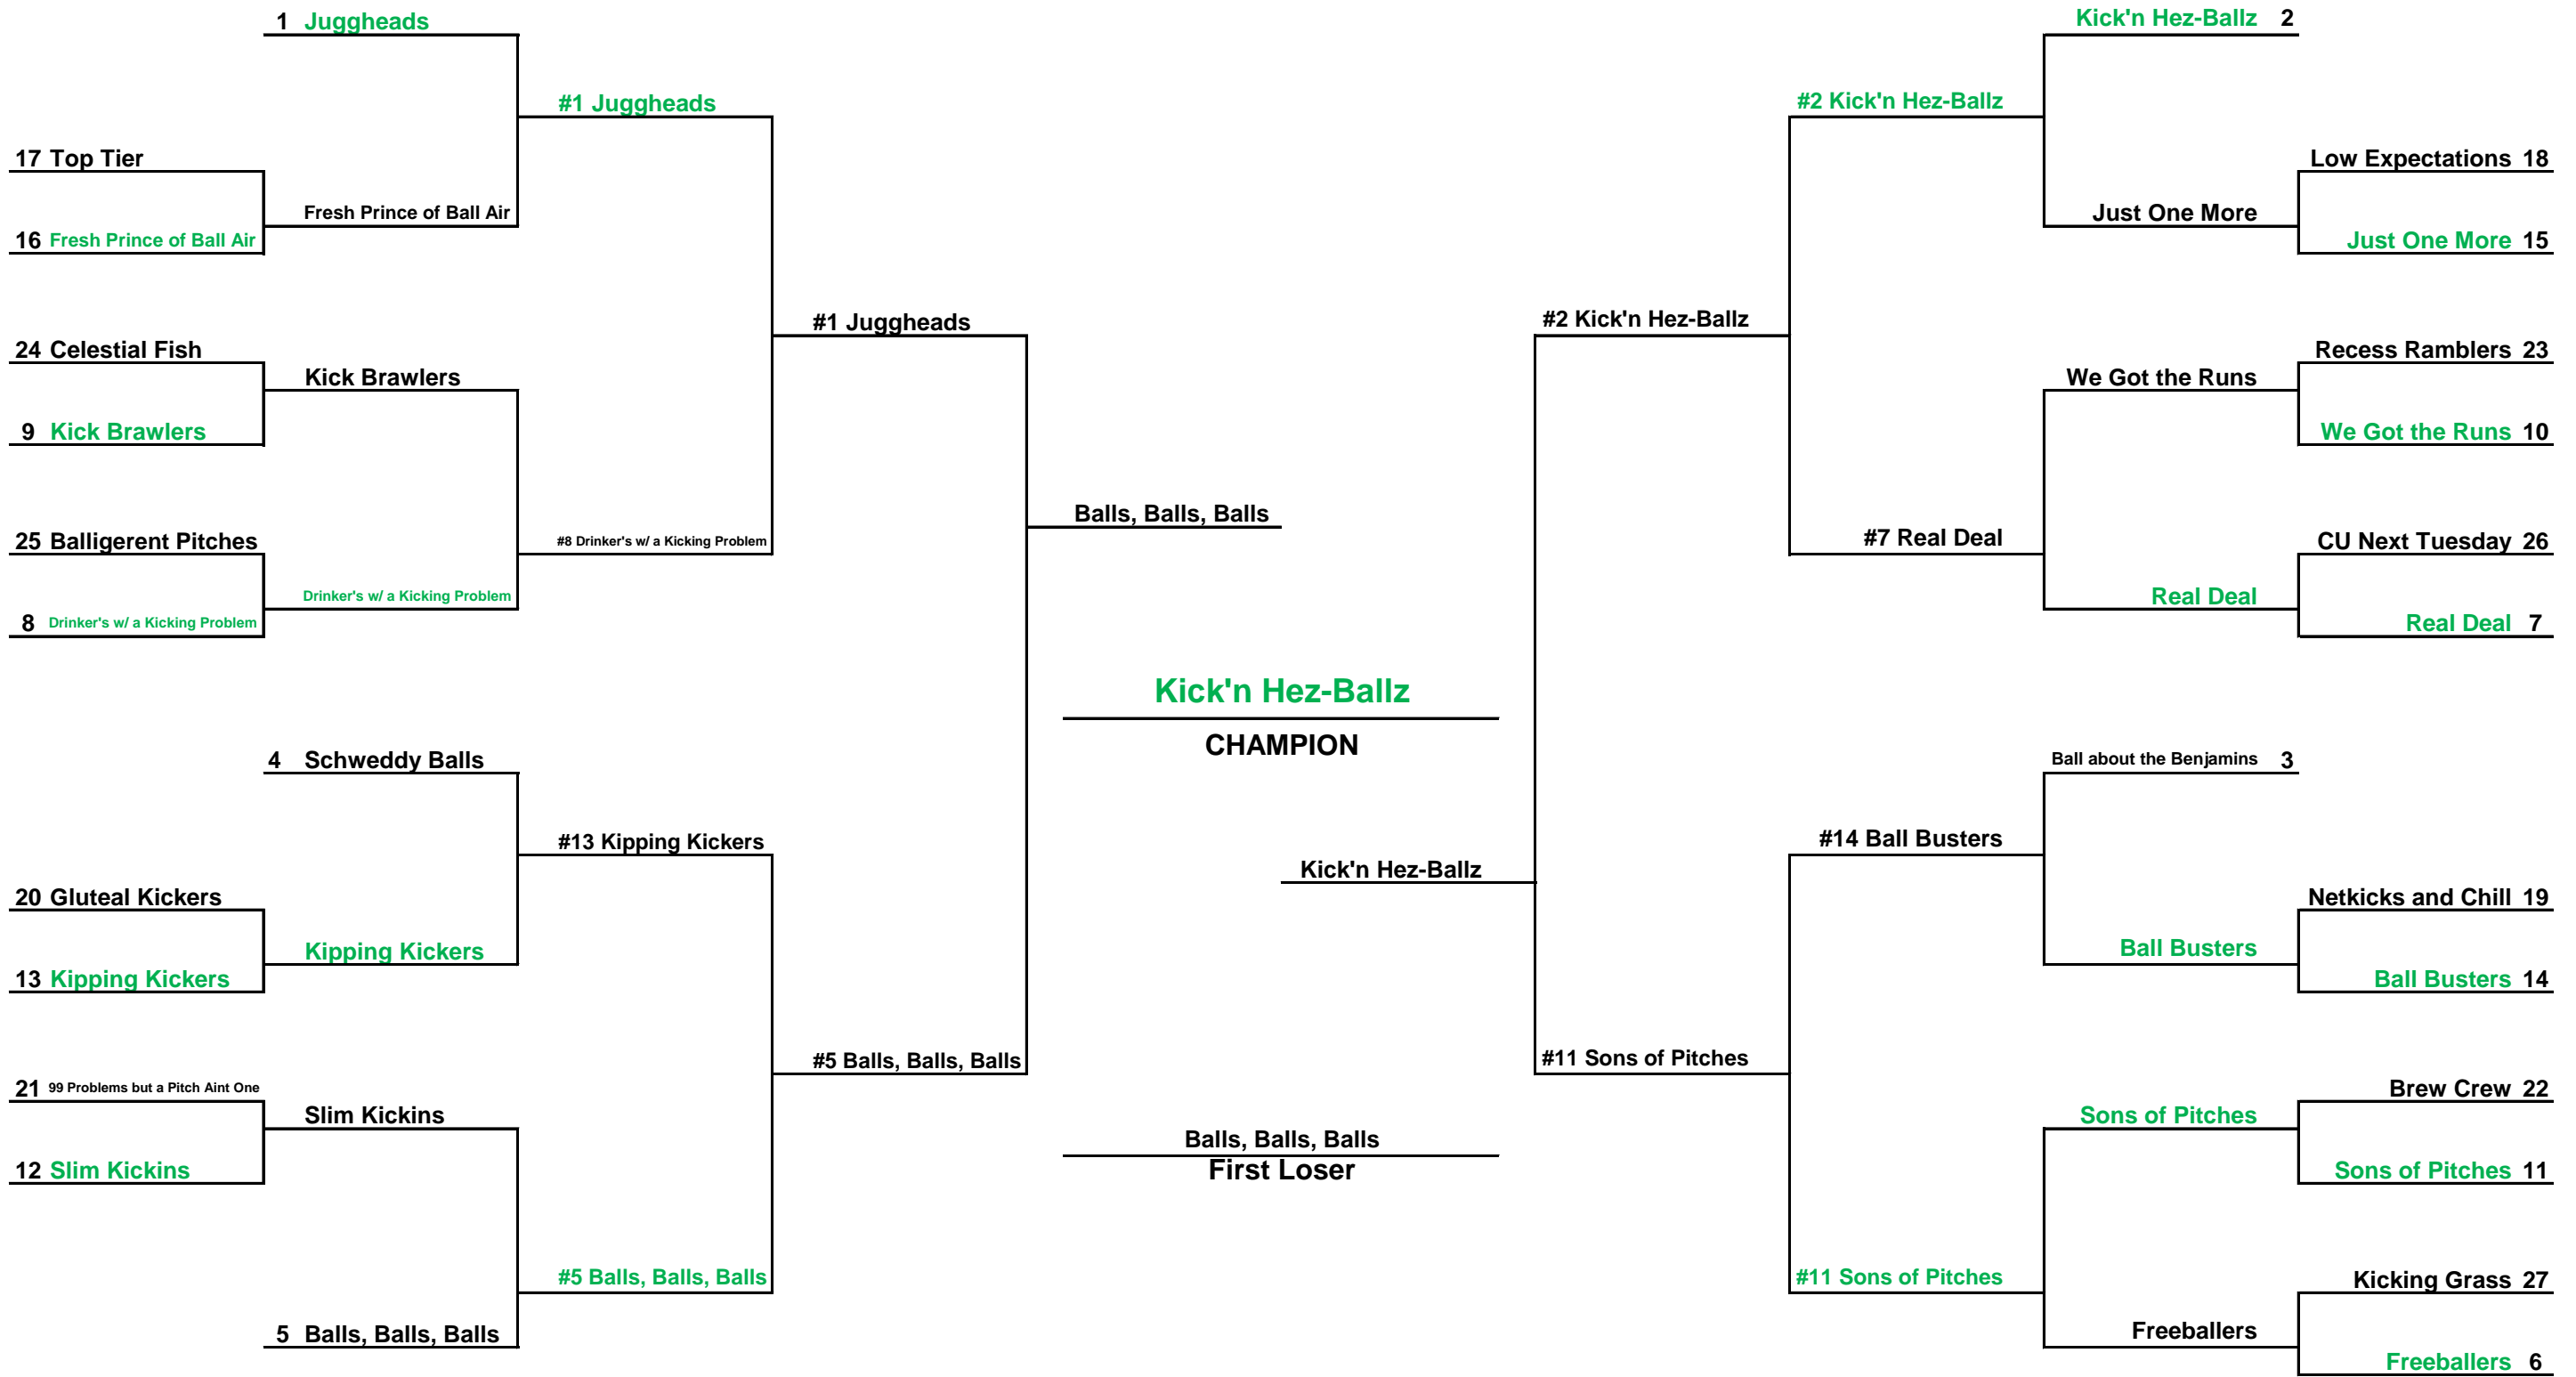 1 Juggheads
#1 Juggheads
17 Top Tier
Fresh Prince of Ball Air
16 Fresh Prince of Ball Air
#1 Juggheads
24 Celestial Fish
Kick Brawlers
9 Kick Brawlers
Balls, Balls, Balls
25 Balligerent Pitches
#8 Drinker's w/ a Kicking Problem
Drinker's w/ a Kicking Problem
8 Drinker's w/ a Kicking Problem
4 Schweddy Balls
#13 Kipping Kickers
20 Gluteal Kickers
Kipping Kickers
13 Kipping Kickers
#5 Balls, Balls, Balls
21 99 Problems but a Pitch Aint One
Slim Kickins
12 Slim Kickins
#5 Balls, Balls, Balls
5 Balls, Balls, Balls
Kick'n Hez-Ballz
CHAMPION
Kick'n Hez-Ballz
Balls, Balls, Balls
First Loser
Kick'n Hez-Ballz 2
#2 Kick'n Hez-Ballz
Low Expectations 18
Just One More
Just One More 15
#2 Kick'n Hez-Ballz
Recess Ramblers 23
We Got the Runs
We Got the Runs 10
#7 Real Deal
CU Next Tuesday 26
Real Deal
Real Deal 7
Ball about the Benjamins 3
#14 Ball Busters
Netkicks and Chill 19
Ball Busters
Ball Busters 14
#11 Sons of Pitches
Brew Crew 22
Sons of Pitches
Sons of Pitches 11
#11 Sons of Pitches
Kicking Grass 27
Freeballers
Freeballers 6